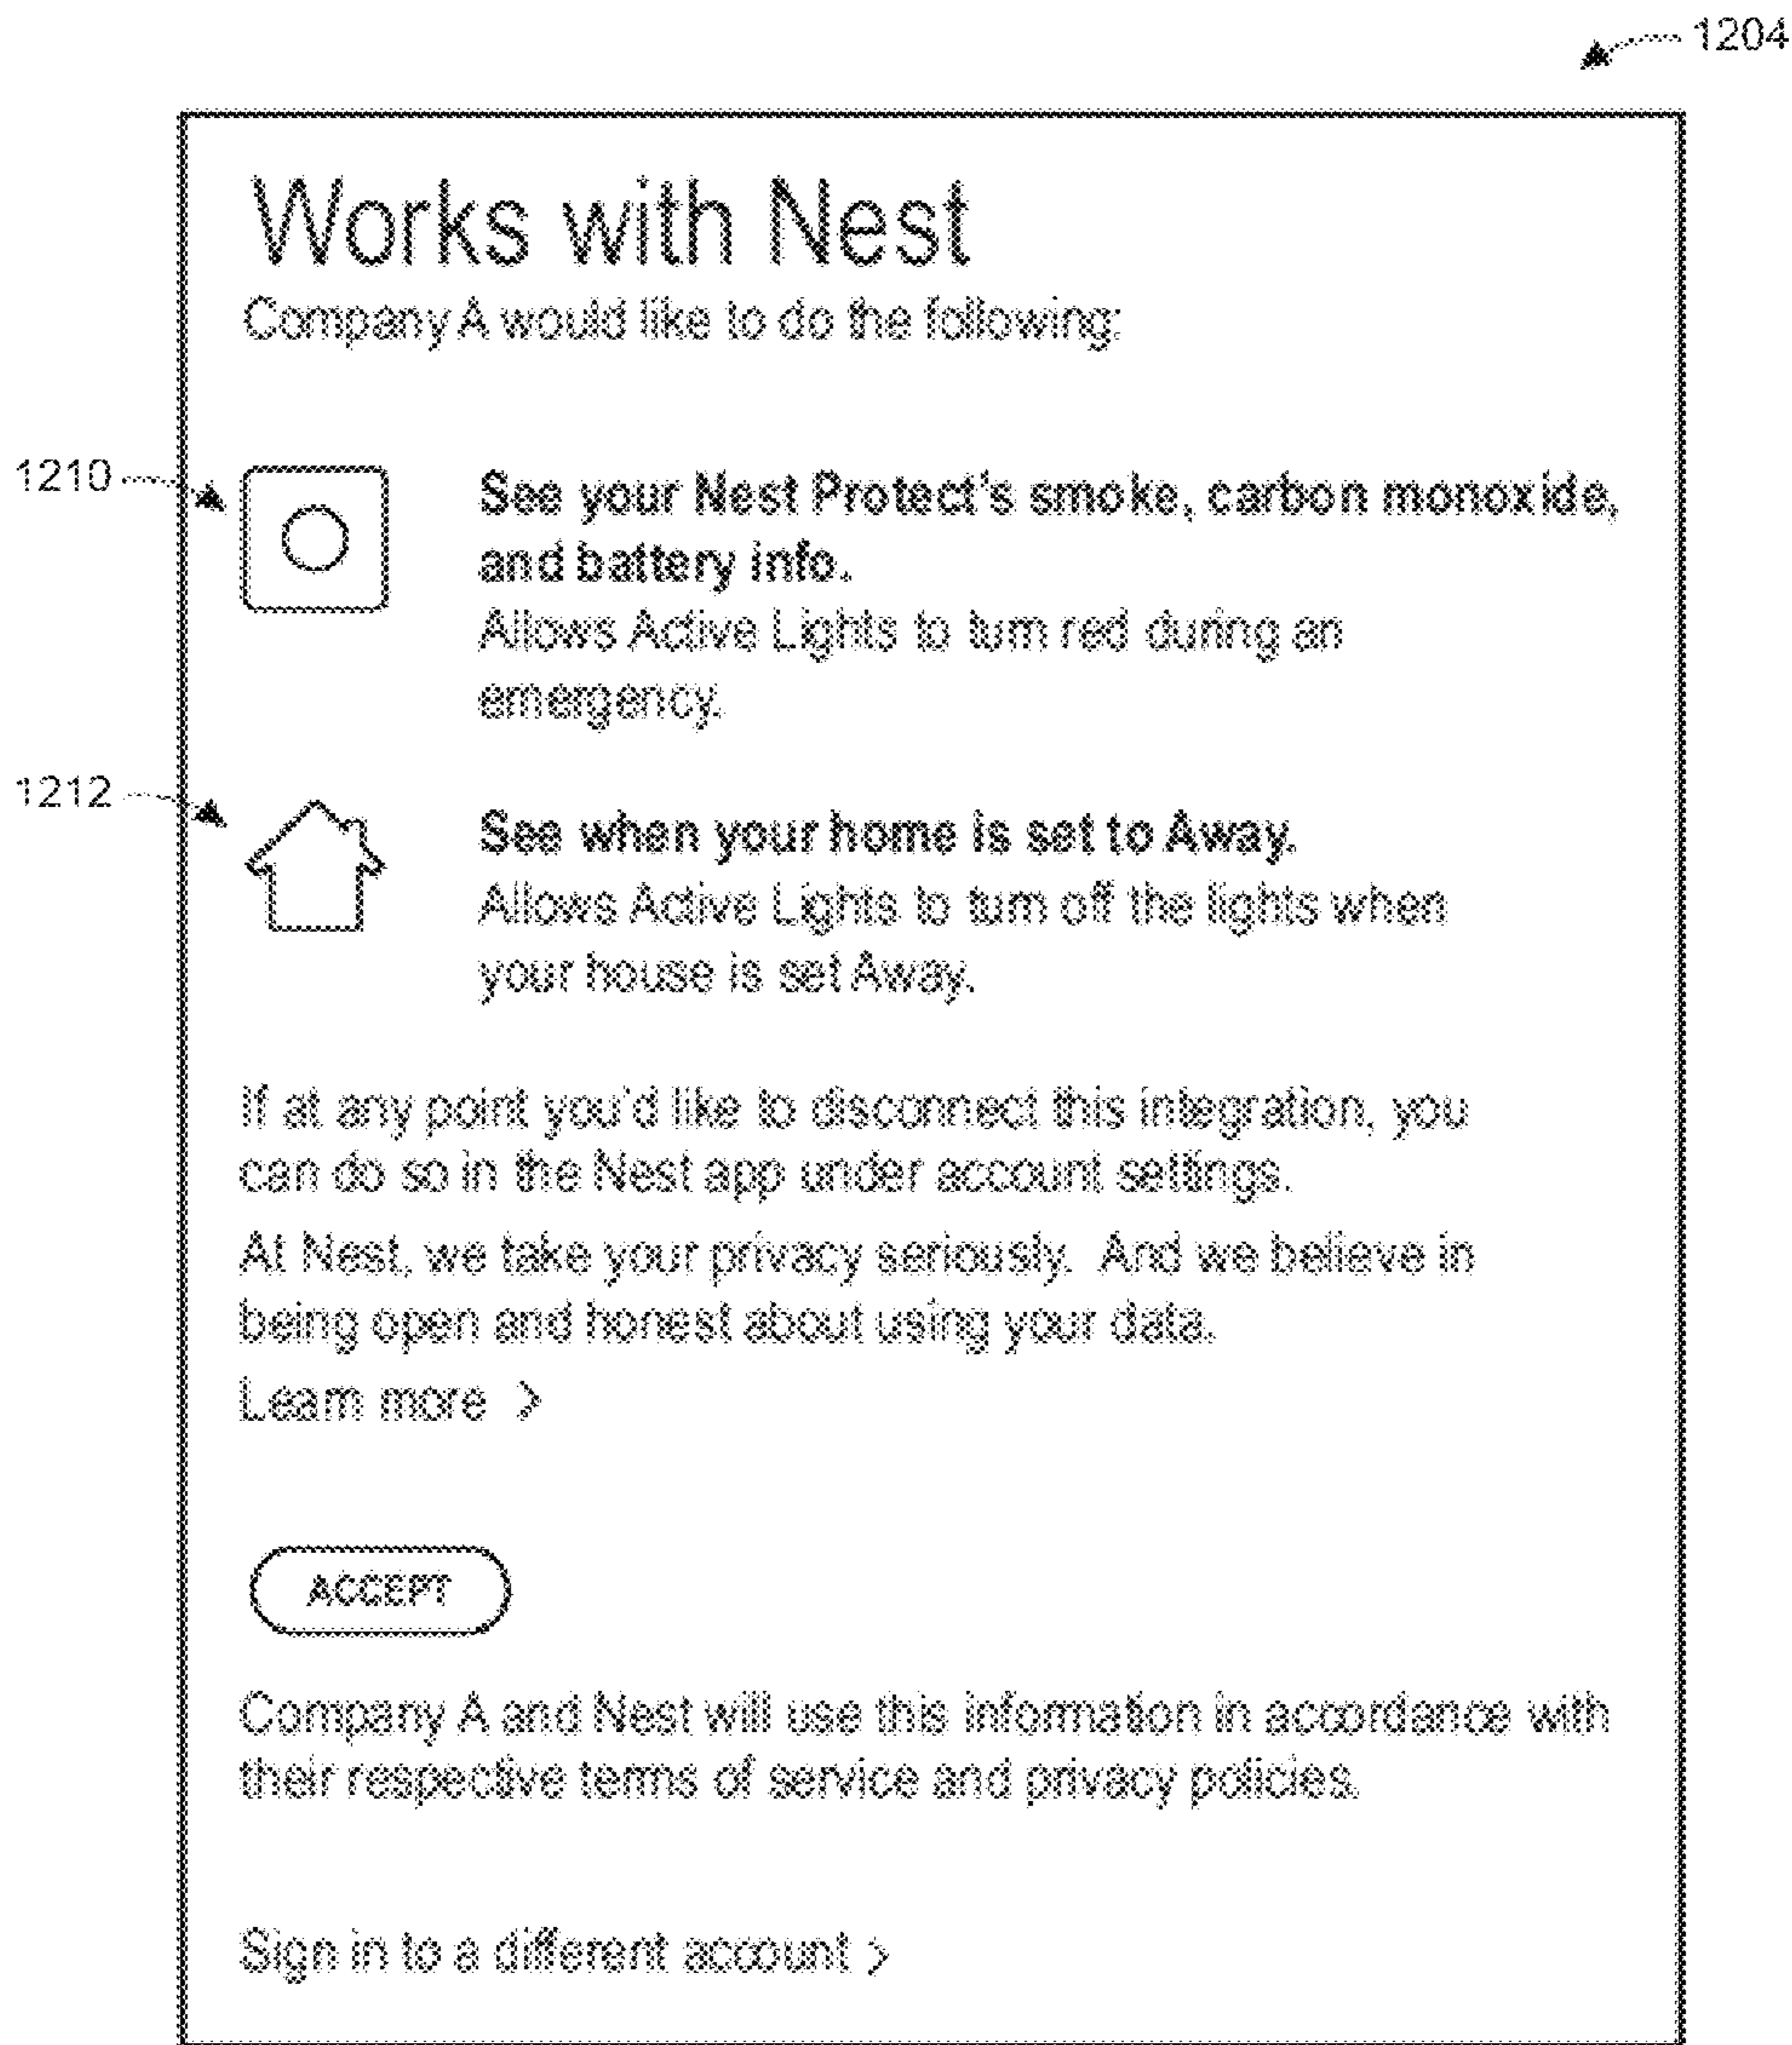 1204
Works with Nest
Company A would like to do the following:
1210
See your Nest Protect's smoke, carbon monoxide,
and battery info.
Allows Active Lights to turn red during an
emergency.
1212
See when your home is set to Away.
Allows Active Lights to turn off the lights when
your house is set Away.
If at any point you'd like to disconnect this integration, you
can do so in the Nest app under account settings.
At Nest, we take your privacy seriously.  And we believe in
being open and honest about using your data.
Learn more >
ACCEPT
Company A and Nest will use this information in accordance with
their respective terms of service and privacy policies.
Sign in to a different account >